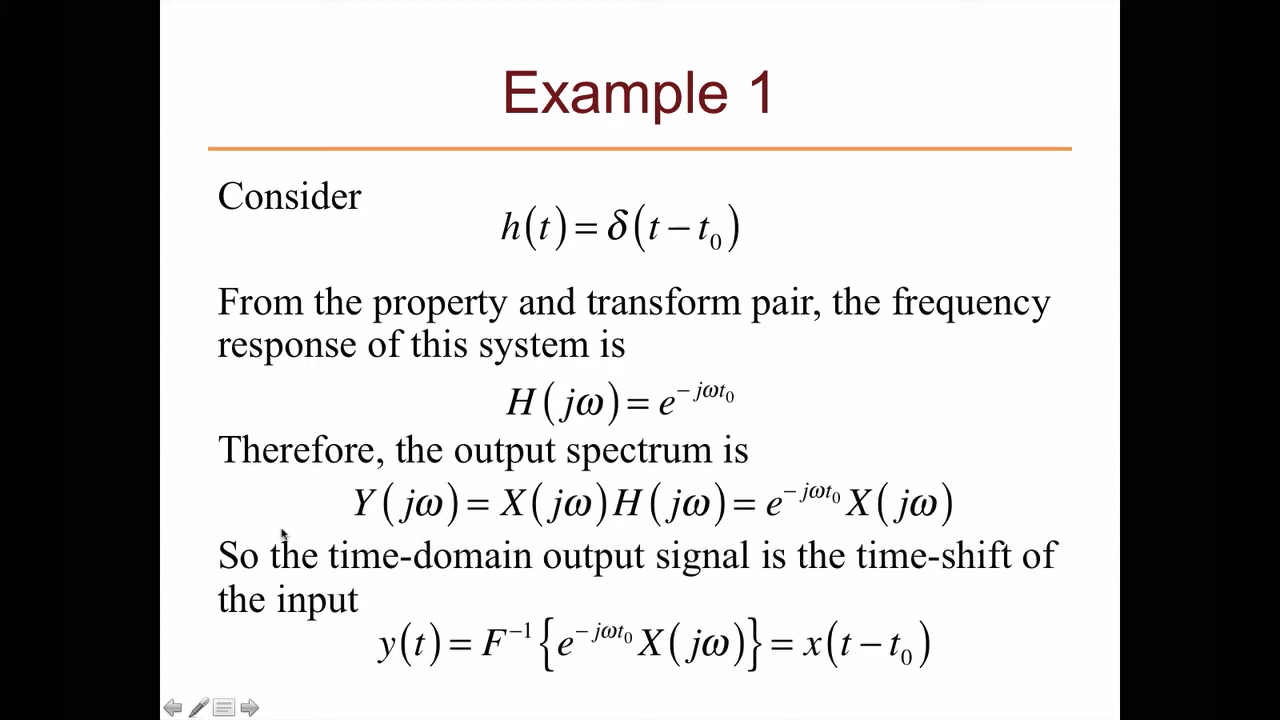 Example 1
Consider
h(t) = δ(t − t₀)
From the property and transform pair, the frequency
response of this system is
H(jω) = e^{−jωt₀}
Therefore, the output spectrum is
Y(jω) = X(jω)H(jω) = e^{−jωt₀}X(jω)
So the time-domain output signal is the time-shift of
the input
y(t) = F⁻¹{e^{−jωt₀}X(jω)} = x(t − t₀)